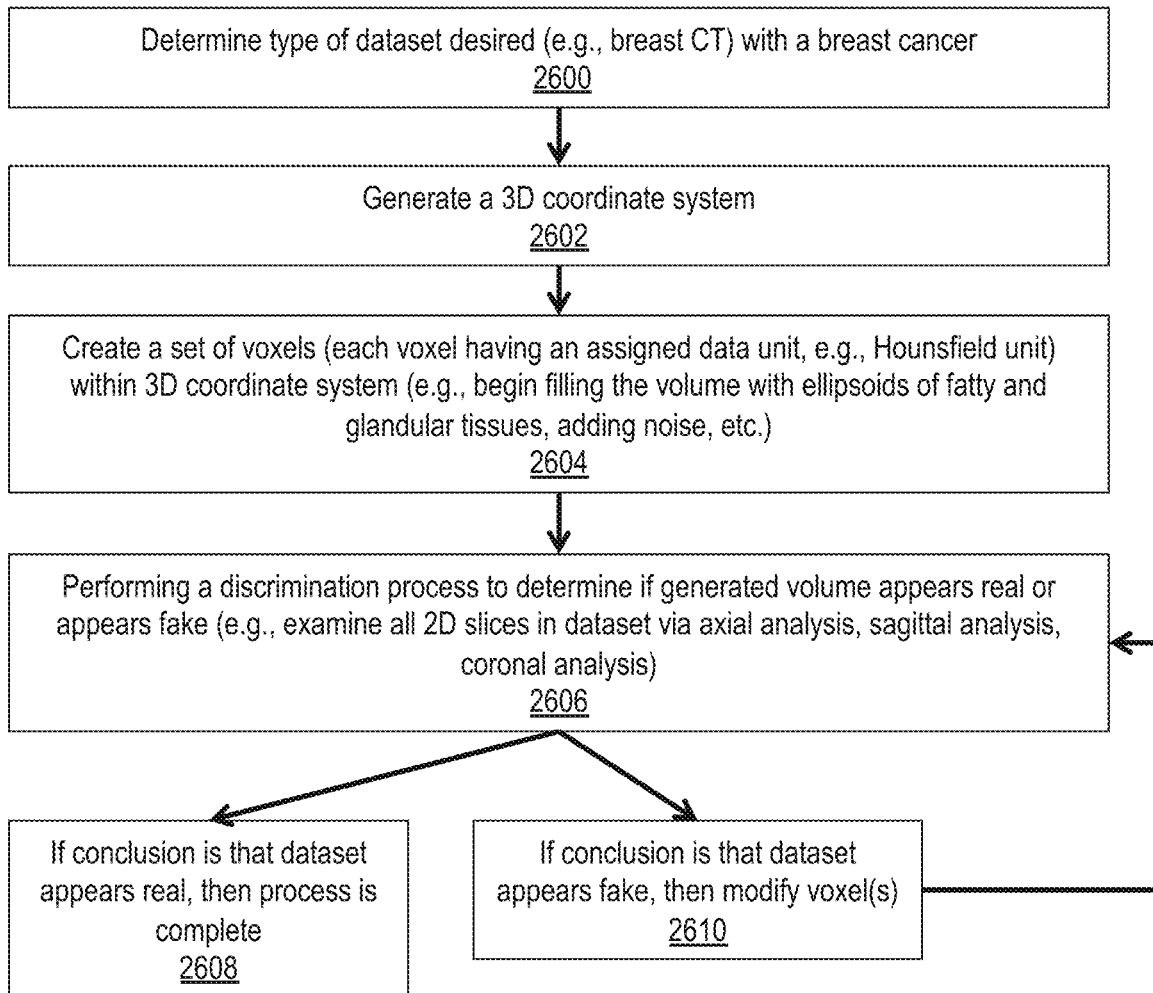 Determine type of dataset desired (e.g., breast CT) with a breast cancer
2600
Generate a 3D coordinate system
2602
Create a set of voxels (each voxel having an assigned data unit, e.g., Hounsfield unit)
within 3D coordinate system (e.g., begin filling the volume with ellipsoids of fatty and
glandular tissues, adding noise, etc.)
2604
Performing a discrimination process to determine if generated volume appears real or
appears fake (e.g., examine all 2D slices in dataset via axial analysis, sagittal analysis,
coronal analysis)
2606
If conclusion is that dataset
appears real, then process is
complete
2608
If conclusion is that dataset
appears fake, then modify voxel(s)
2610